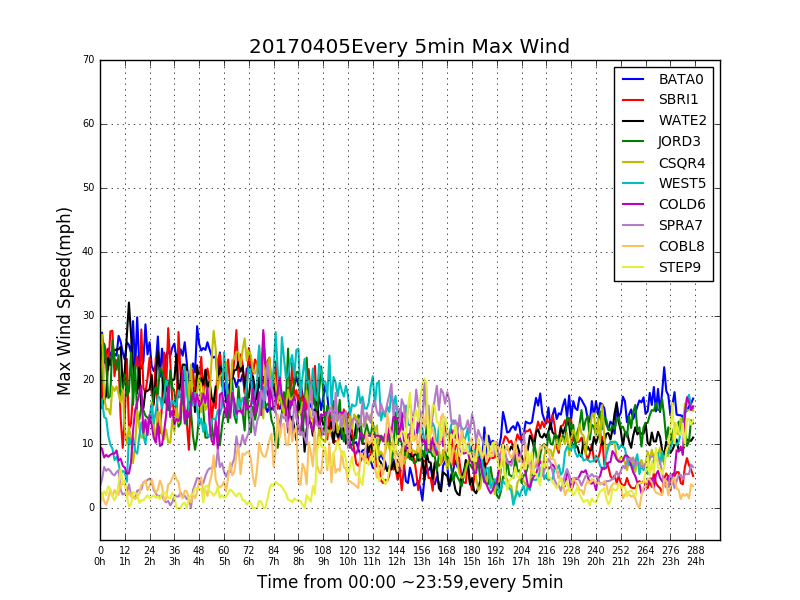 20170405Every 5min Max Wind
70
60
50
40
30
20
10
0
Max Wind Speed(mph)
BATA0
SBRI1
WATE2
JORD3
CSQR4
WEST5
COLD6
SPRA7
COBL8
STEP9
0 12 24 36 48 60 72 84 96 108 120 132 144 156 168 180 192 204 216 228 240 252 264 276 288
0h 1h 2h 3h 4h 5h 6h 7h 8h 9h 10h 11h 12h 13h 14h 15h 16h 17h 18h 19h 20h 21h 22h 23h 24h
Time from 00:00 ~23:59,every 5min